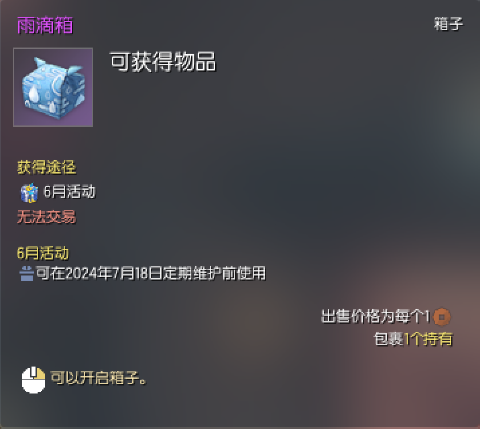 雨滴箱
箱子
可获得物品
获得途径
6月活动
无法交易
6月活动
可在2024年7月18日定期维护前使用
出售价格为每个1
包裹1个持有
可以开启箱子。